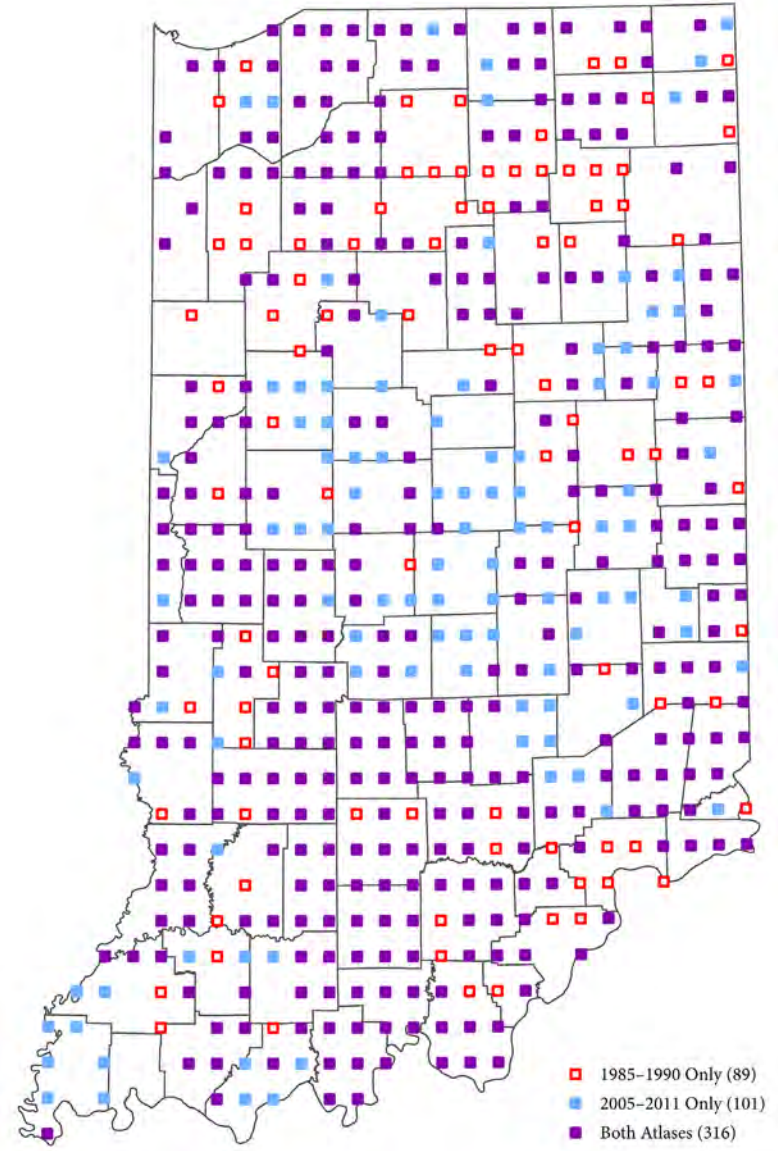 1985–1990 Only (89)
2005–2011 Only (101)
Both Atlases (316)